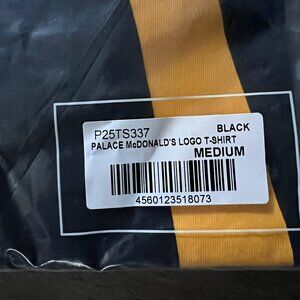 P25TS337 BLACK
PALACE McDONALD'S LOGO T-SHIRT
MEDIUM
4560123518073